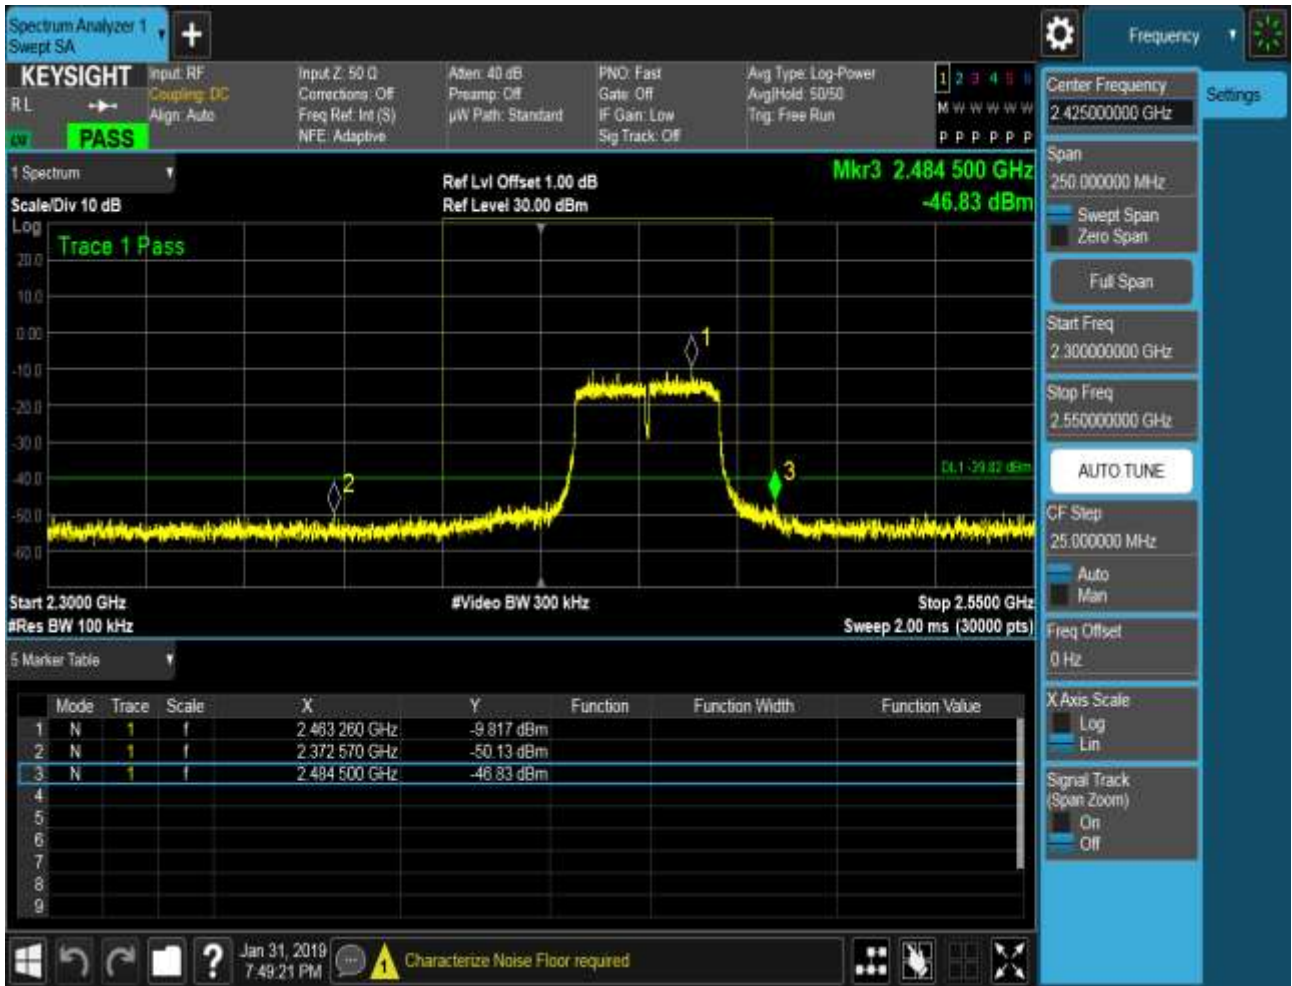 Spectrum Analyzer 1
Swept SA
+
Frequency
KEYSIGHT
RL
PASS
Input: RF
Coupling: DC
Align: Auto
Input Z: 50 Ω
Corrections: Off
Freq Ref: Int (S)
NFE: Adaptive
Atten: 40 dB
Preamp: Off
µW Path: Standard
PNO: Fast
Gate: Off
IF Gain: Low
Sig Track: Off
Avg Type: Log-Power
Avg|Hold: 50/50
Trig: Free Run
1 2 3 4 5 6
M W W W W W
P P P P P P
1 Spectrum
Scale/Div 10 dB
Ref Lvl Offset 1.00 dB
Ref Level 30.00 dBm
Mkr3 2.484 500 GHz
-46.83 dBm
Log
Trace 1 Pass
20.0
10.0
0.00
-10.0
-20.0
-30.0
-40.0
-50.0
-60.0
1
2
3
DL1 -39.82 dBm
Start 2.3000 GHz
#Video BW 300 kHz
Stop 2.5500 GHz
#Res BW 100 kHz
Sweep 2.00 ms (30000 pts)
5 Marker Table
Mode Trace Scale X Y Function Function Width Function Value
1 N 1 f 2.463 260 GHz -9.817 dBm
2 N 1 f 2.372 570 GHz -50.13 dBm
3 N 1 f 2.484 500 GHz -46.83 dBm
4
5
6
7
8
9
Center Frequency
2.425000000 GHz
Settings
Span
250.000000 MHz
Swept Span
Zero Span
Full Span
Start Freq
2.300000000 GHz
Stop Freq
2.550000000 GHz
AUTO TUNE
CF Step
25.000000 MHz
Auto
Man
Freq Offset
0 Hz
X Axis Scale
Log
Lin
Signal Track
(Span Zoom)
On
Off
?
Jan 31, 2019
7:49:21 PM
1
Characterize Noise Floor required